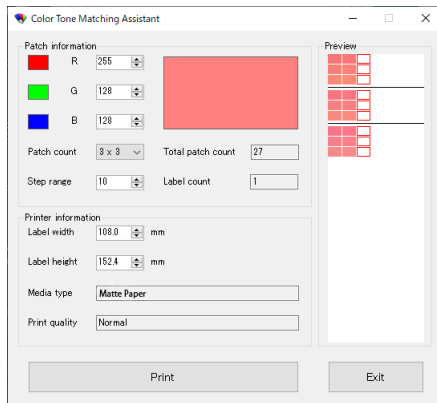 Color Tone Matching Assistant
Patch information
R 255
G 128
B 128
Patch count 3 x 3 Total patch count 27
Step range 10 Label count 1
Printer information
Label width 108.0 mm
Label height 152.4 mm
Media type Matte Paper
Print quality Normal
Preview
Print Exit